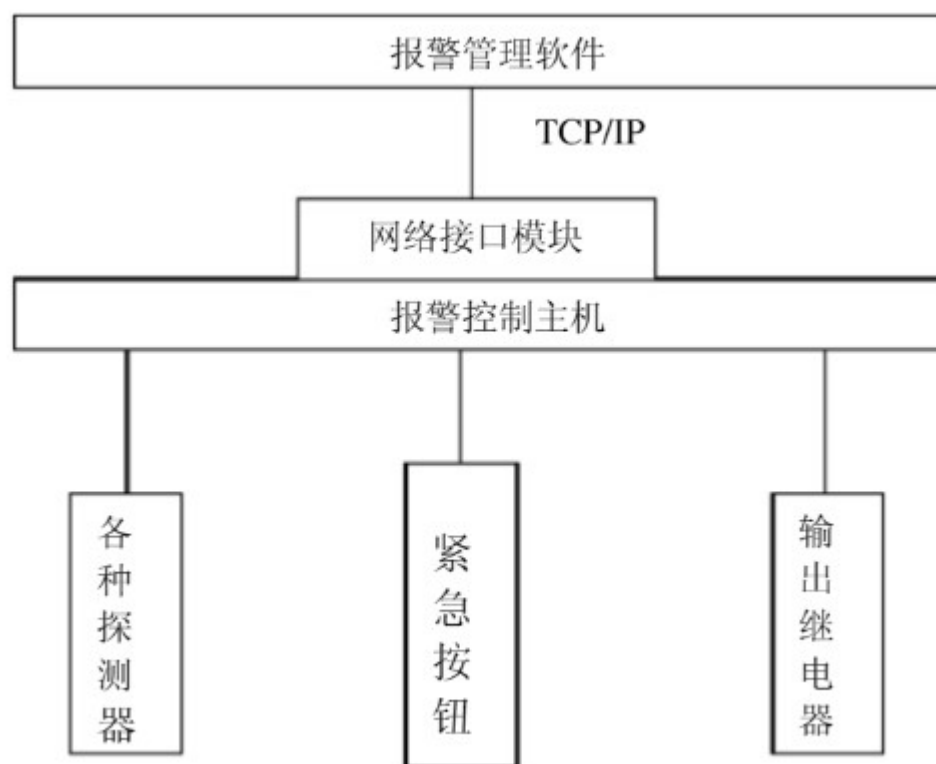 报警管理软件
TCP/IP
网络接口模块
报警控制主机
各种探测器
紧急按钮
输出继电器